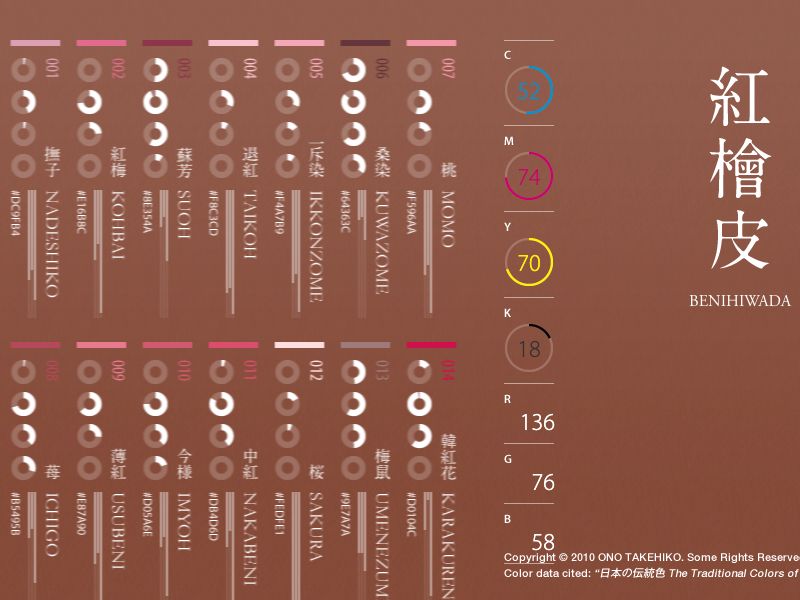 001
撫子 NADESHIKO
#DC9FB4
002
紅梅 KOHBAI
#E16B8C
003
蘇芳 SUOH
#8E354A
004
退紅 TAIKOH
#F8C3CD
005
一斥染 IKKONZOME
#F4A7B9
006
桑染 KUWAZOME
#64363C
007
桃 MOMO
#F596AA
008
苺 ICHIGO
#B5495B
009
薄紅 USUBENI
#E87A90
010
今様 IMYOH
#D05A6E
011
中紅 NAKABENI
#DB4D6D
012
桜 SAKURA
#FEDFE1
013
梅鼠 UMENEZUM
#9E7A7A
014
韓紅花 KARAKUREN
#D0104C
C
52
M
74
Y
70
K
18
R
136
G
76
B
58
紅檜皮
BENIHIWADA
Copyright © 2010 ONO TAKEHIKO. Some Rights Reserve
Color data cited: “日本の伝統色 The Traditional Colors of